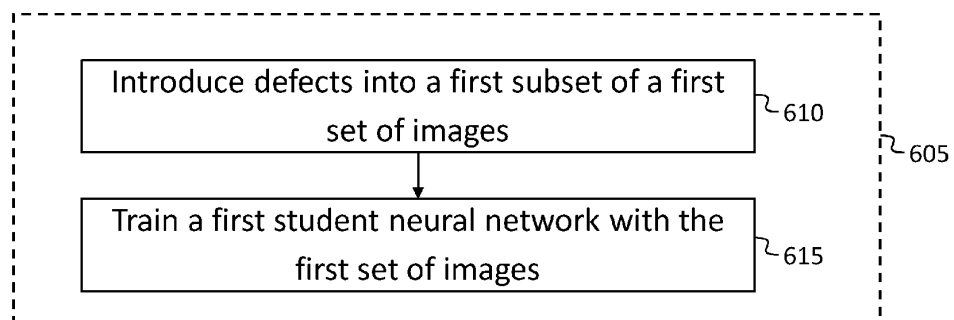 Introduce defects into a first subset of a first
set of images
610
605
Train a first student neural network with the
first set of images
615